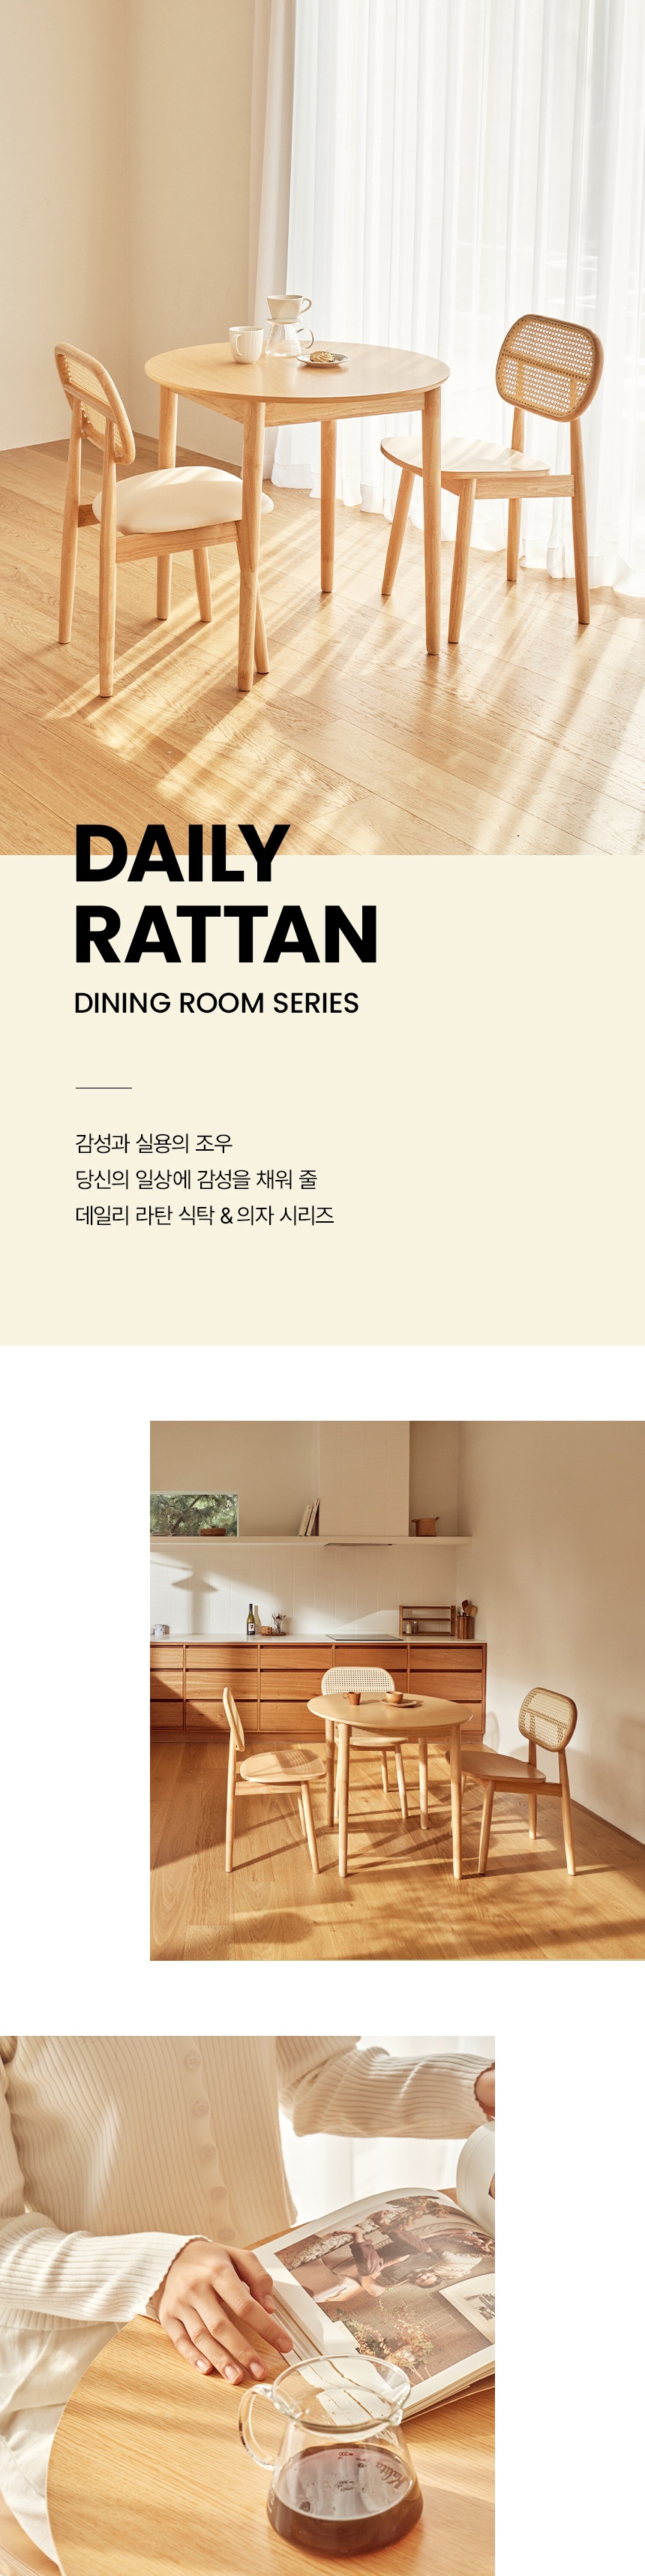 DAILY
RATTAN
DINING ROOM SERIES
감성과 실용의 조우
당신의 일상에 감성을 채워 줄
데일리 라탄 식탁 & 의자 시리즈
Kalita